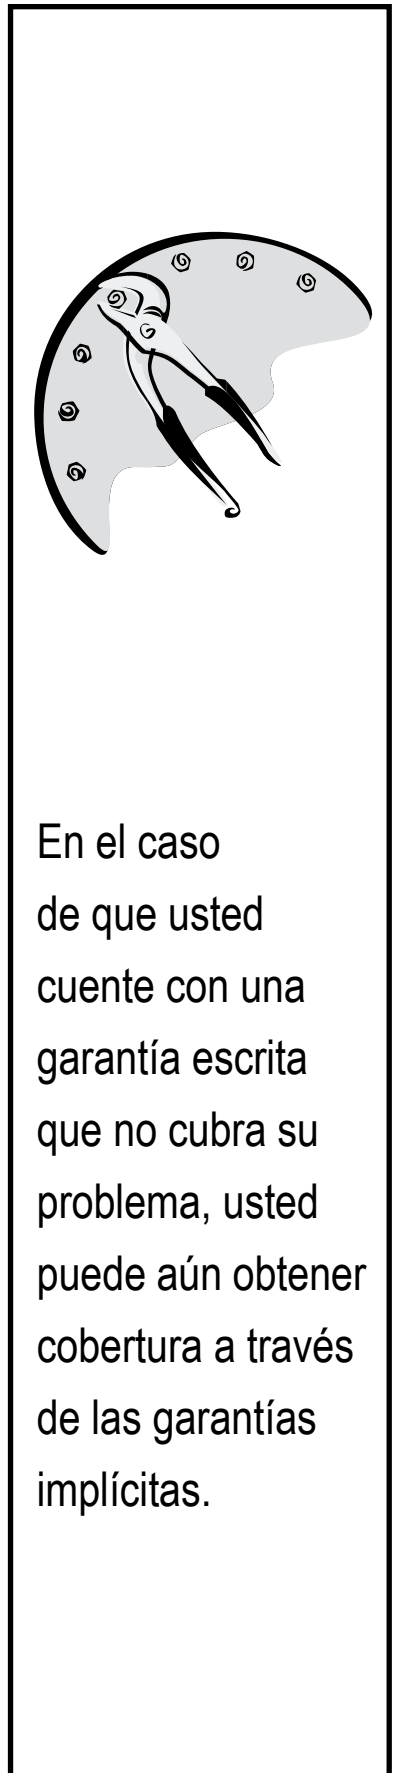 En el caso
de que usted
cuente con una
garantía escrita
que no cubra su
problema, usted
puede aún obtener
cobertura a través
de las garantías
implícitas.